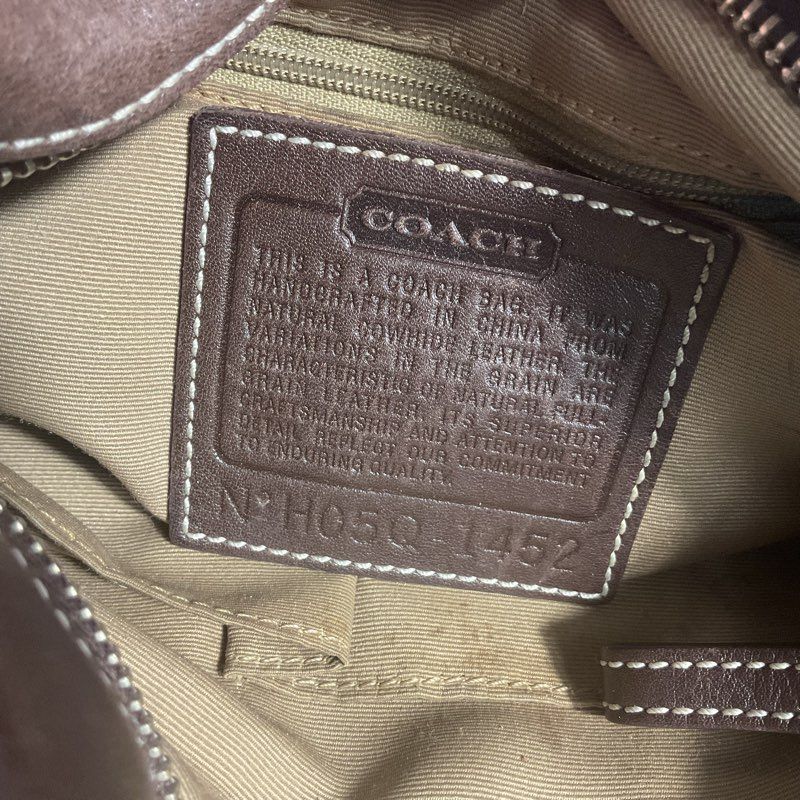 COACH
THIS IS A COACH BAG. IT WAS
HANDCRAFTED IN CHINA FROM
NATURAL COWHIDE LEATHER. THE
VARIATIONS IN THE GRAIN ARE
CHARACTERISTIC OF NATURAL FULL
GRAIN LEATHER. ITS SUPERIOR
CRAFTSMANSHIP AND ATTENTION TO
DETAIL REFLECT OUR COMMITMENT
TO ENDURING QUALITY.
Nº H05Q-1452